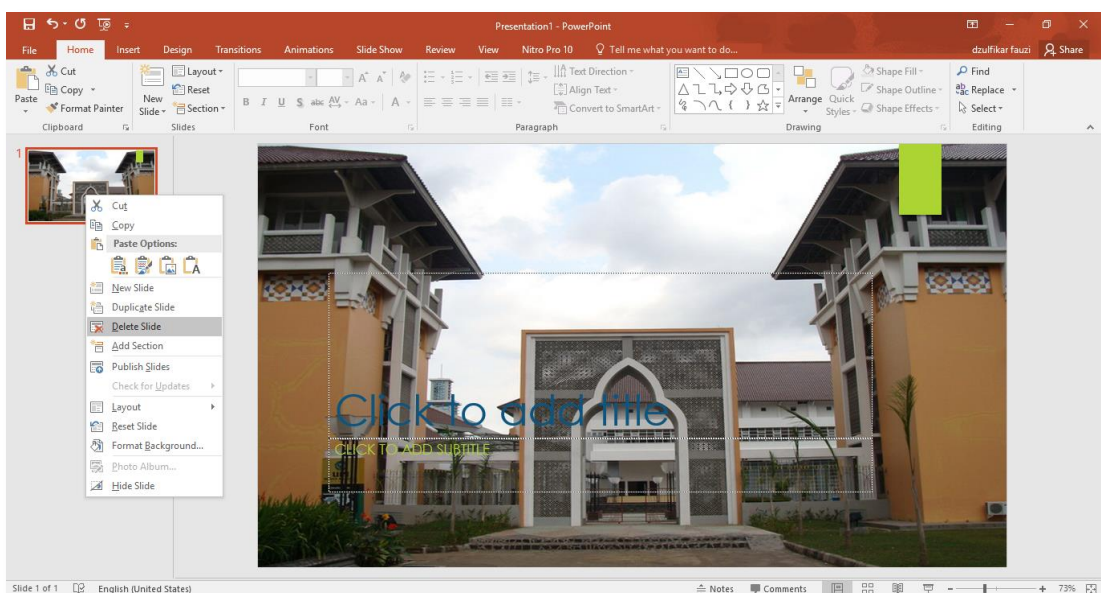 Presentation1 - PowerPoint
File Home Insert Design Transitions Animations Slide Show Review View Nitro Pro 10 Tell me what you want to do... dzulfikar fauzi Share
Paste
Cut
Copy
Format Painter
Clipboard
New Slide
Layout
Reset
Section
Slides
B I U S abc AV Aa A
Font
Text Direction
Align Text
Convert to SmartArt
Paragraph
Arrange
Quick Styles
Shape Fill
Shape Outline
Shape Effects
Drawing
Find
Replace
Select
Editing
1
Cut
Copy
Paste Options:
New Slide
Duplicate Slide
Delete Slide
Add Section
Publish Slides
Check for Updates
Layout
Reset Slide
Format Background...
Photo Album...
Hide Slide
Click to add title
CLICK TO ADD SUBTITLE
Slide 1 of 1 English (United States) Notes Comments 73%